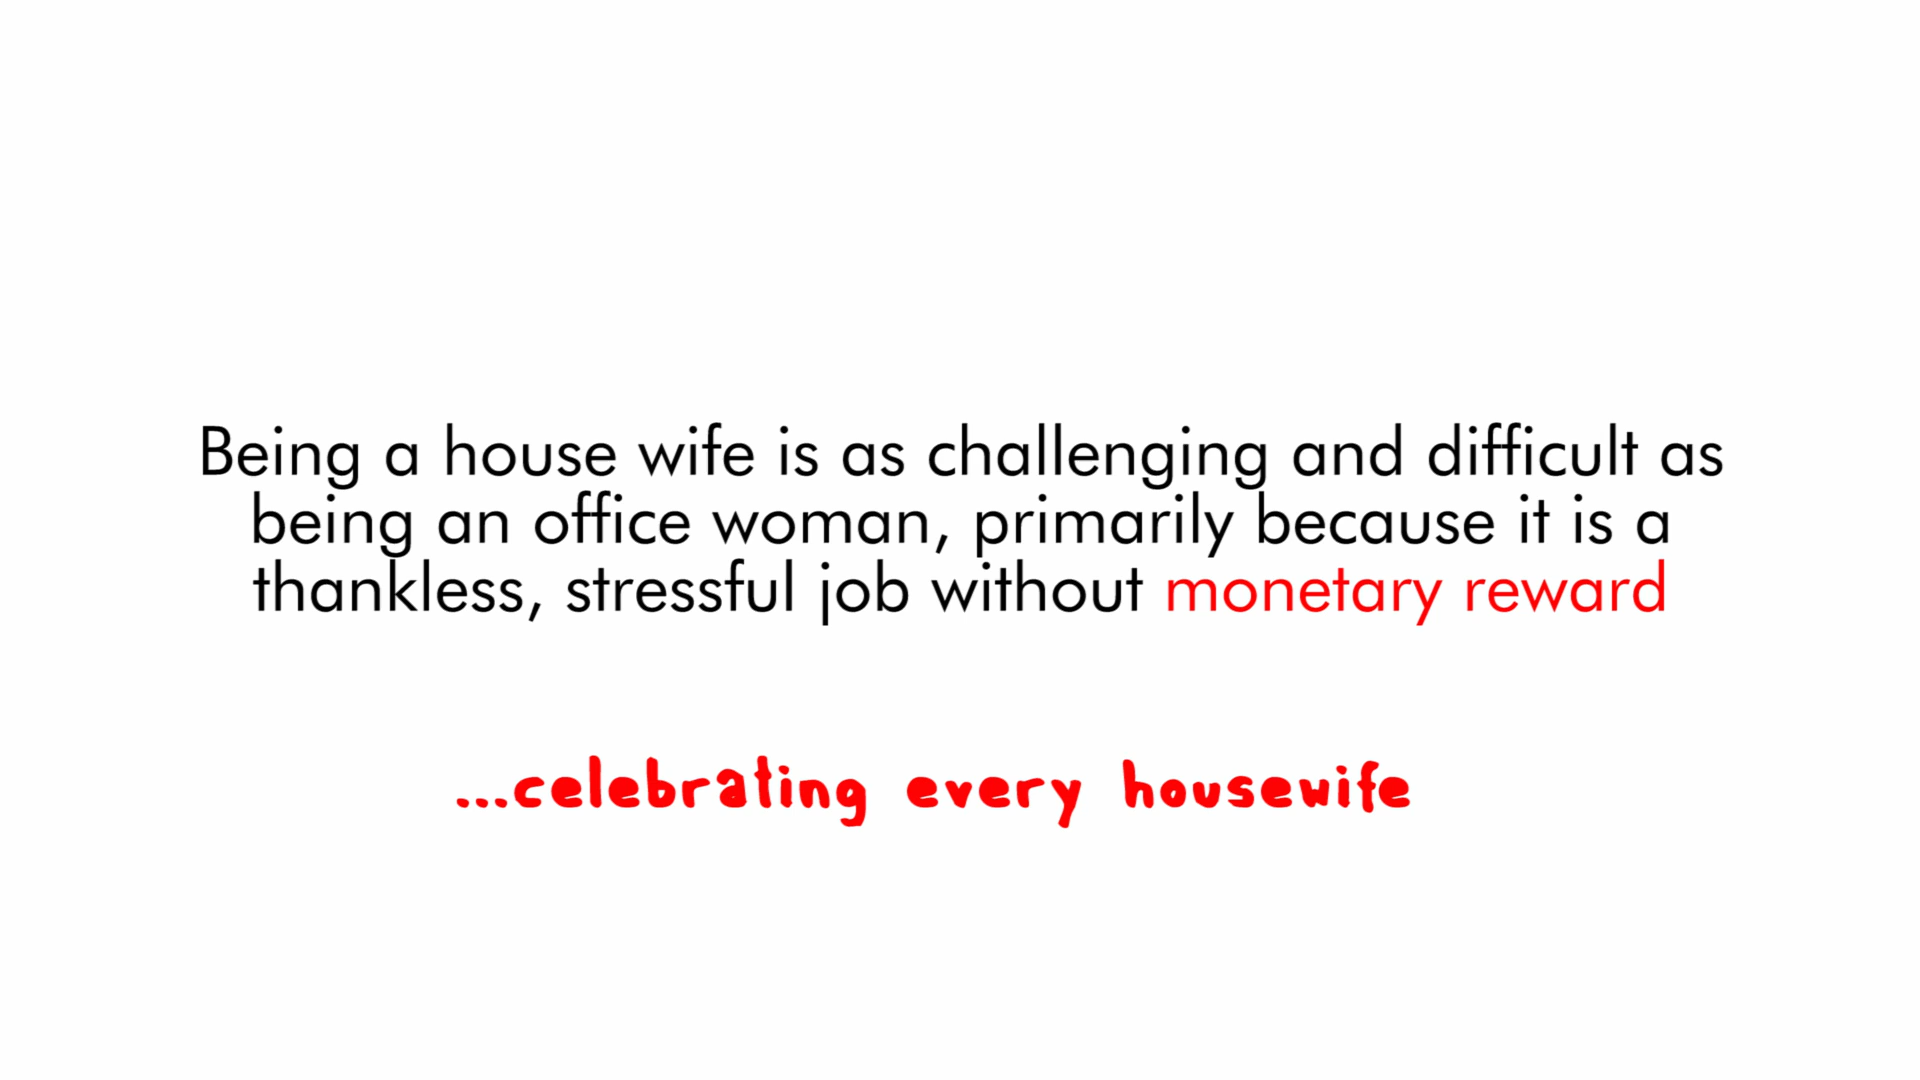 Being a house wife is as challenging and difficult as
being an office woman, primarily because it is a
thankless, stressful job without monetary reward
...celebrating every housewife